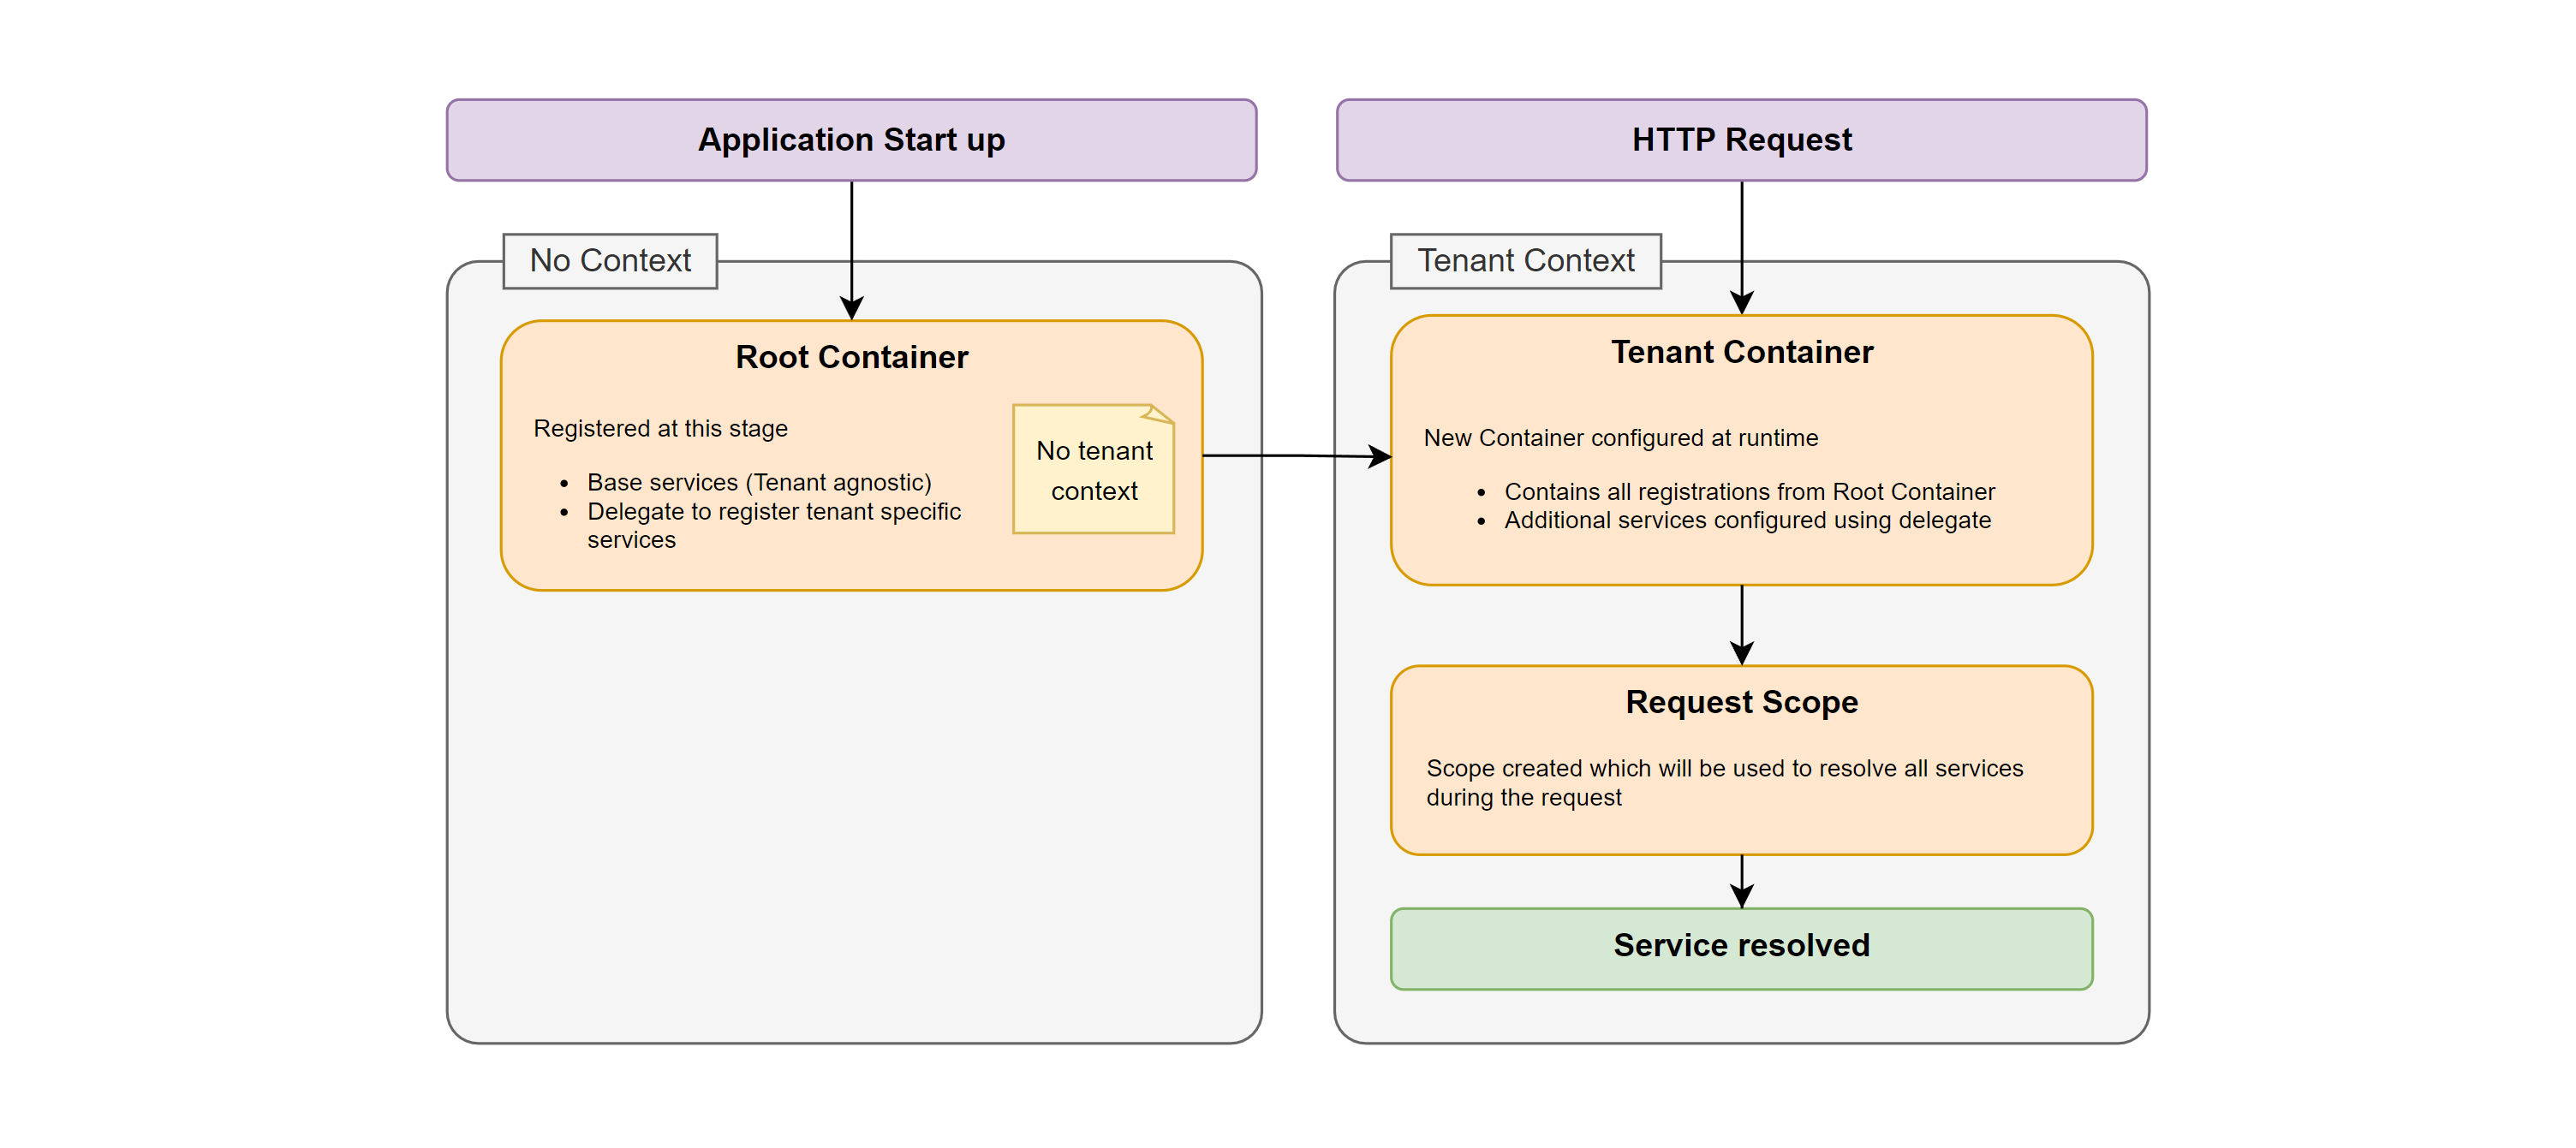 Application Start up
No Context
Root Container
Registered at this stage
Base services (Tenant agnostic)
Delegate to register tenant specific
services
No tenant
context
HTTP Request
Tenant Context
Tenant Container
New Container configured at runtime
Contains all registrations from Root Container
Additional services configured using delegate
Request Scope
Scope created which will be used to resolve all services
during the request
Service resolved